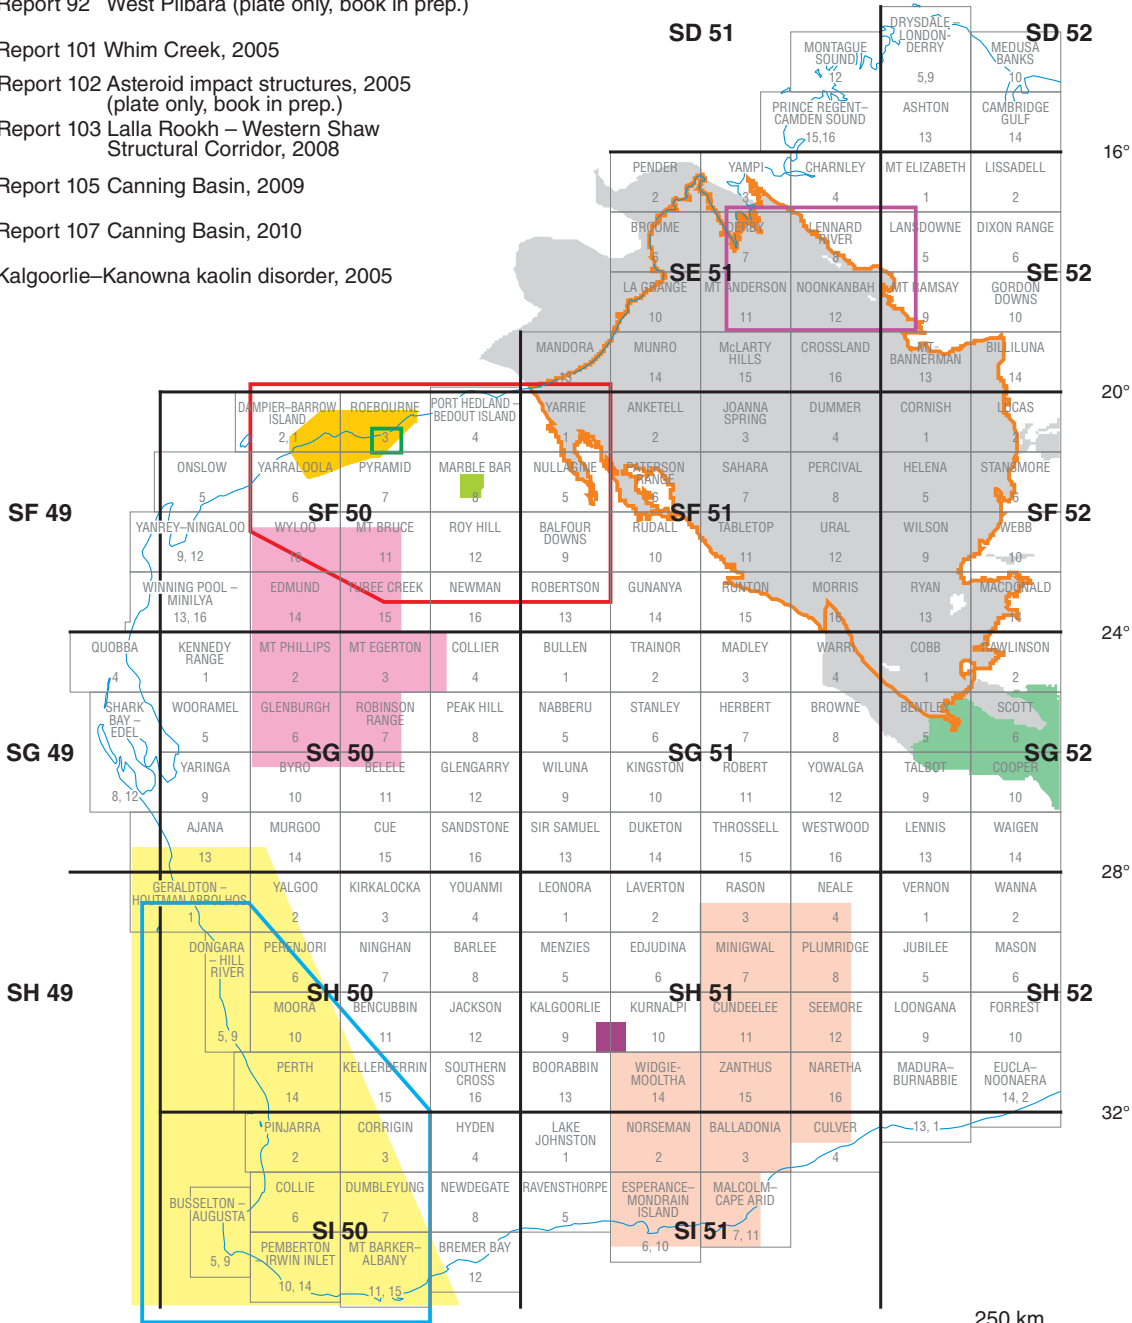 Report 92 West Pilbara (plate only, book in prep.)
Report 101 Whim Creek, 2005
Report 102 Asteroid impact structures, 2005
(plate only, book in prep.)
Report 103 Lalla Rookh – Western Shaw
Structural Corridor, 2008
Report 105 Canning Basin, 2009
Report 107 Canning Basin, 2010
Kalgoorlie–Kanowna kaolin disorder, 2005
SD 51
SD 52
DRYSDALE –
LONDON-
DERRY
5,9
MONTAGUE
SOUND
12
MEDUSA
BANKS
10
PRINCE REGENT–
CAMDEN SOUND
15,16
ASHTON
13
CAMBRIDGE
GULF
14
16°
PENDER
2
YAMPI
3
CHARNLEY
4
MT ELIZABETH
1
LISSADELL
2
BROOME
6
DERBY
7
LENNARD
RIVER
8
LANSDOWNE
5
DIXON RANGE
6
SE 51
SE 52
LA GRANGE
10
MT ANDERSON
11
NOONKANBAH
12
MT RAMSAY
9
GORDON
DOWNS
10
MANDORA
13
MUNRO
14
McLARTY
HILLS
15
CROSSLAND
16
MT
BANNERMAN
13
BILLILUNA
14
20°
DAMPIER–BARROW
ISLAND
2, 1
ROEBOURNE
3
PORT HEDLAND –
BEDOUT ISLAND
4
YARRIE
1
ANKETELL
2
JOANNA
SPRING
3
DUMMER
4
CORNISH
1
LUCAS
2
ONSLOW
5
YARRALOOLA
6
PYRAMID
7
MARBLE BAR
8
NULLAGINE
5
PATERSON
RANGE
6
SAHARA
7
PERCIVAL
8
HELENA
5
STANSMORE
6
SF 49
SF 50
SF 51
SF 52
YANREY–NINGALOO
9, 12
WYLOO
10
MT BRUCE
11
ROY HILL
12
BALFOUR
DOWNS
9
RUDALL
10
TABLETOP
11
URAL
12
WILSON
9
WEBB
10
WINNING POOL –
MINILYA
13, 16
EDMUND
14
TUREE CREEK
15
NEWMAN
16
ROBERTSON
13
GUNANYA
14
RUNTON
15
MORRIS
16
RYAN
13
MACDONALD
14
24°
QUOBBA
4
KENNEDY
RANGE
1
MT PHILLIPS
2
MT EGERTON
3
COLLIER
4
BULLEN
1
TRAINOR
2
MADLEY
3
WARRI
4
COBB
1
RAWLINSON
2
SHARK
BAY –
EDEL
8, 12
WOORAMEL
5
GLENBURGH
6
ROBINSON
RANGE
7
PEAK HILL
8
NABBERU
5
STANLEY
6
HERBERT
7
BROWNE
8
BENTLEY
5
SCOTT
6
SG 49
SG 50
SG 51
SG 52
YARINGA
9
BYRO
10
BELELE
11
GLENGARRY
12
WILUNA
9
KINGSTON
10
ROBERT
11
YOWALGA
12
TALBOT
9
COOPER
10
AJANA
13
MURGOO
14
CUE
15
SANDSTONE
16
SIR SAMUEL
13
DUKETON
14
THROSSELL
15
WESTWOOD
16
LENNIS
13
WAIGEN
14
28°
GERALDTON –
HOUTMAN ABROLHOS
1
YALGOO
2
KIRKALOCKA
3
YOUANMI
4
LEONORA
1
LAVERTON
2
RASON
3
NEALE
4
VERNON
1
WANNA
2
DONGARA
– HILL
RIVER
5, 9
PERENJORI
6
NINGHAN
7
BARLEE
8
MENZIES
5
EDJUDINA
6
MINIGWAL
7
PLUMRIDGE
8
JUBILEE
5
MASON
6
SH 49
SH 50
SH 51
SH 52
MOORA
10
BENCUBBIN
11
JACKSON
12
KALGOORLIE
9
KURNALPI
10
CUNDEELEE
11
SEEMORE
12
LOONGANA
9
FORREST
10
PERTH
14
KELLERBERRIN
15
SOUTHERN
CROSS
16
BOORABBIN
13
WIDGIE-
MOOLTHA
14
ZANTHUS
15
NARETHA
16
MADURA–
BURNABBIE
13, 1
EUCLA–
NOONAERA
14, 2
32°
PINJARRA
2
CORRIGIN
3
HYDEN
4
LAKE
JOHNSTON
1
NORSEMAN
2
BALLADONIA
3
CULVER
4
BUSSELTON –
AUGUSTA
5, 9
COLLIE
6
DUMBLEYUNG
7
NEWDEGATE
8
RAVENSTHORPE
5
ESPERANCE–
MONDRAIN
ISLAND
6, 10
MALCOLM–
CAPE ARID
7, 11
SI 50
SI 51
PEMBERTON
– IRWIN INLET
10, 14
MT BARKER–
ALBANY
11, 15
BREMER BAY
12
250 km